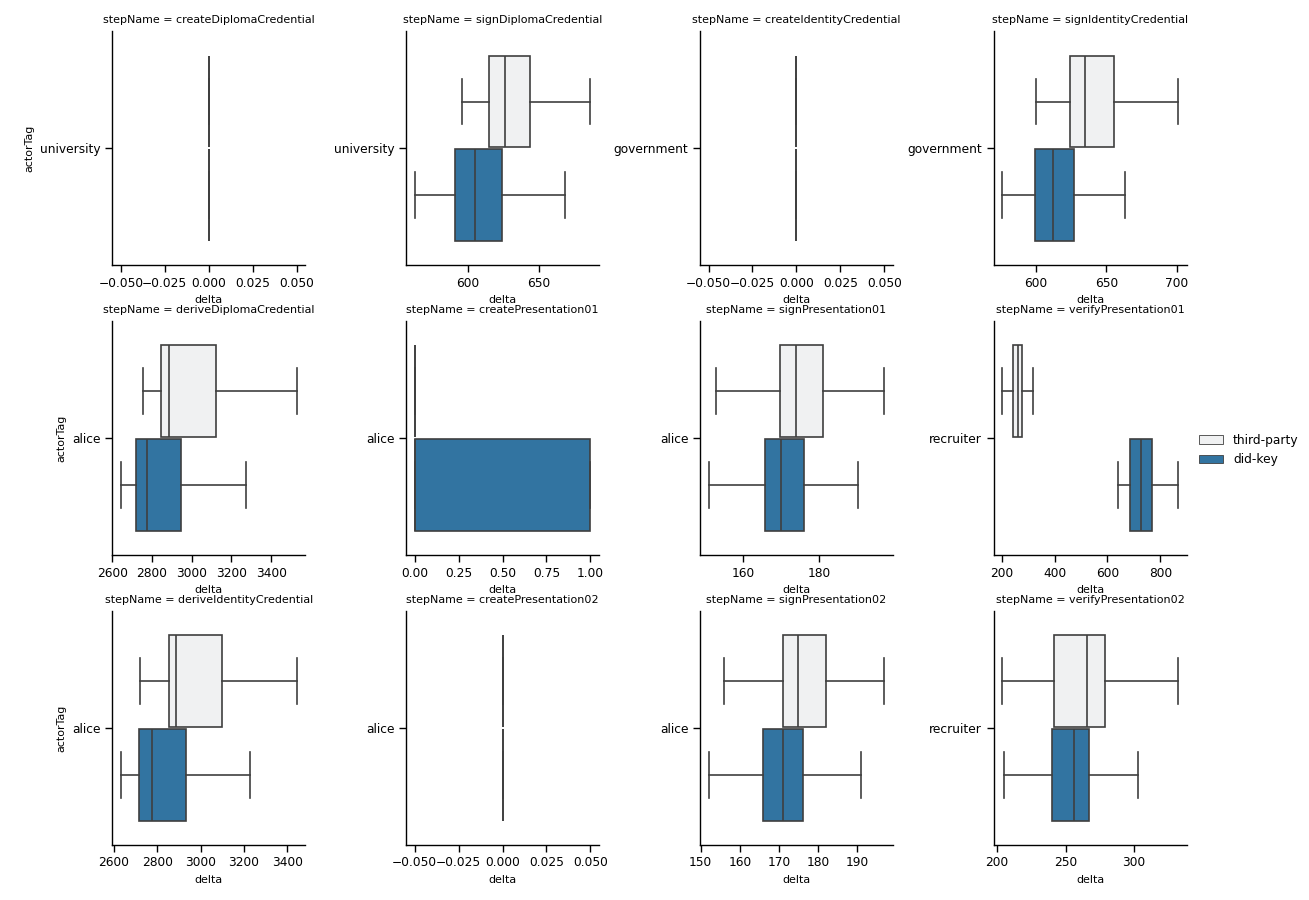 stepName = createDiplomaCredential
stepName = signDiplomaCredential
stepName = createIdentityCredential
stepName = signIdentityCredential
actorTag
university
university
government
government
−0.050 −0.025 0.000 0.025 0.050
600 650
−0.050 −0.025 0.000 0.025 0.050
600 650 700
delta
delta
delta
delta
stepName = deriveDiplomaCredential
stepName = createPresentation01
stepName = signPresentation01
stepName = verifyPresentation01
actorTag
alice
alice
alice
recruiter
third-party
did-key
2600 2800 3000 3200 3400
0.00 0.25 0.50 0.75 1.00
160 180
200 400 600 800
delta
delta
delta
delta
stepName = deriveIdentityCredential
stepName = createPresentation02
stepName = signPresentation02
stepName = verifyPresentation02
actorTag
alice
alice
alice
recruiter
2600 2800 3000 3200 3400
−0.050 −0.025 0.000 0.025 0.050
150 160 170 180 190
200 250 300
delta
delta
delta
delta